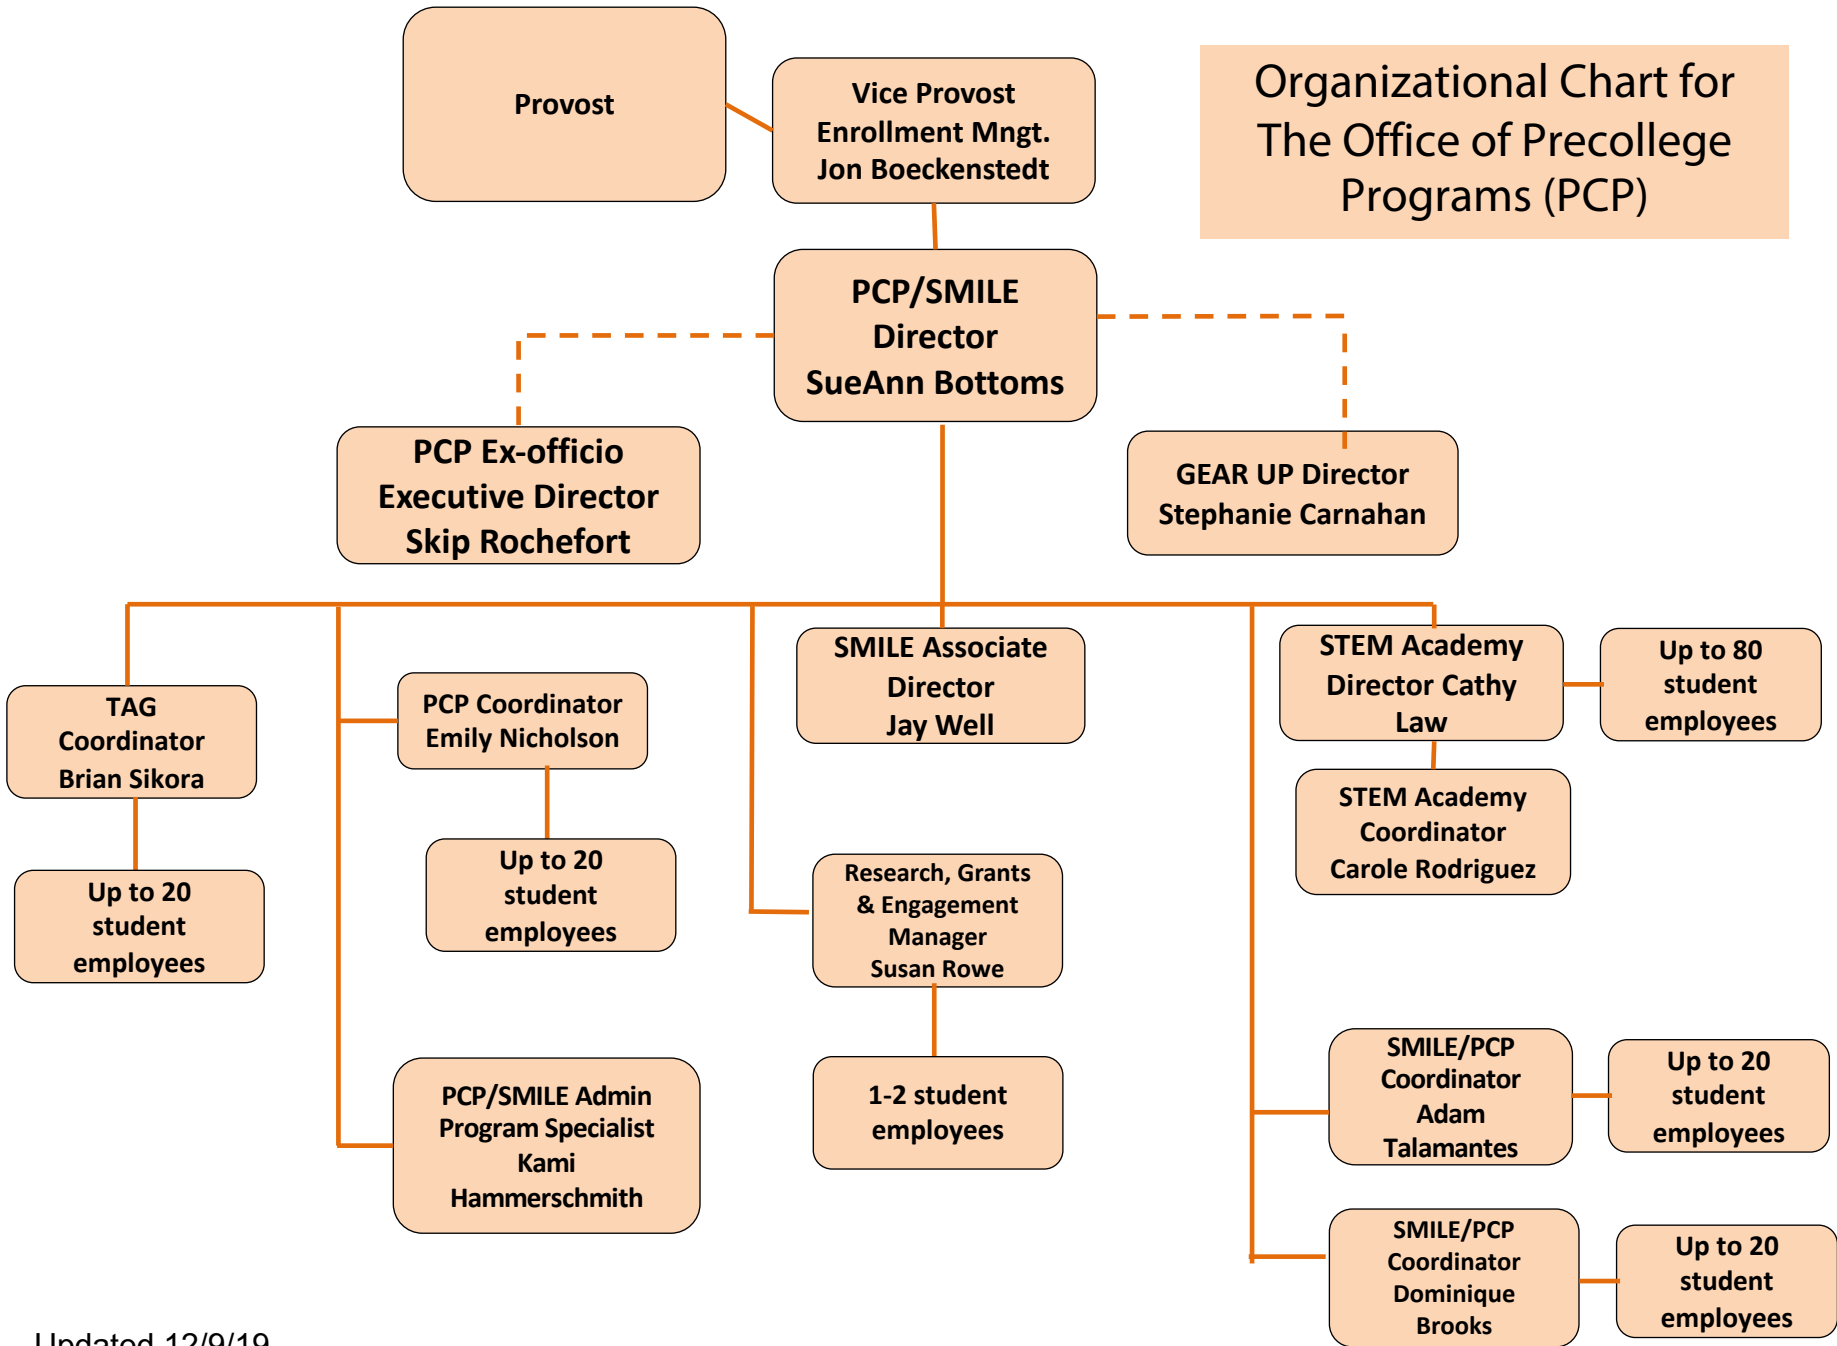 Provost
Vice Provost
Enrollment Mngt.
Jon Boeckenstedt
Organizational Chart for
The Office of Precollege
Programs (PCP)
PCP/SMILE
Director
SueAnn Bottoms
PCP Ex-officio
Executive Director
Skip Rochefort
GEAR UP Director
Stephanie Carnahan
TAG
Coordinator
Brian Sikora
Up to 20
student
employees
PCP Coordinator
Emily Nicholson
Up to 20
student
employees
PCP/SMILE Admin
Program Specialist
Kami
Hammerschmith
SMILE Associate
Director
Jay Well
Research, Grants
& Engagement
Manager
Susan Rowe
1-2 student
employees
STEM Academy
Director Cathy
Law
Up to 80
student
employees
STEM Academy
Coordinator
Carole Rodriguez
SMILE/PCP
Coordinator
Adam
Talamantes
Up to 20
student
employees
SMILE/PCP
Coordinator
Dominique
Brooks
Up to 20
student
employees
Updated 12/9/19